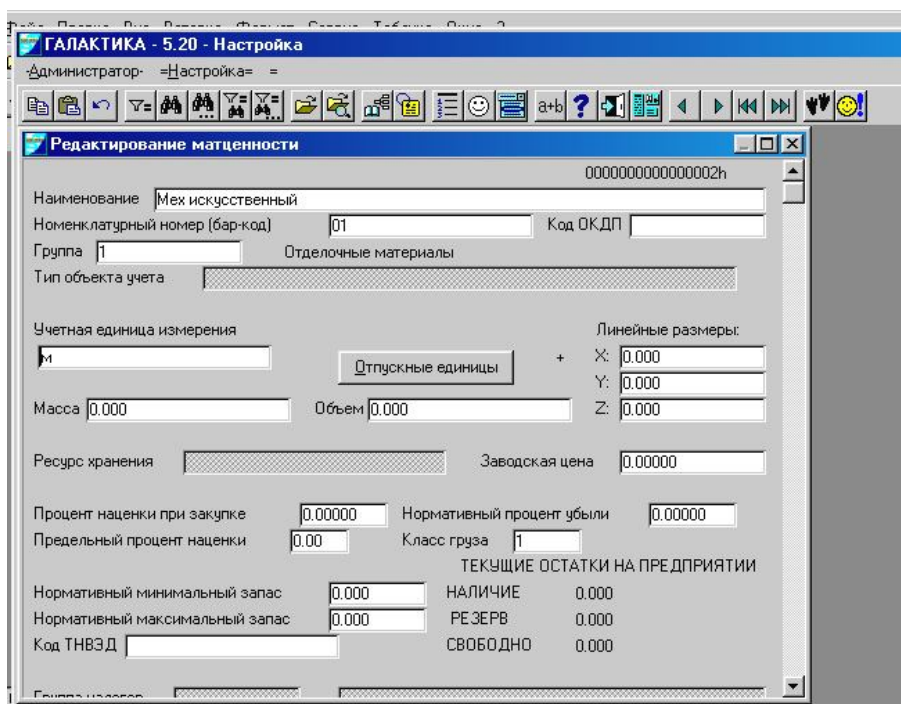 ГАЛАКТИКА - 5.20 - Настройка
-Администратор- =Настройка= =
a+b ?
Редактирование матценности
0000000000000002h
Наименование Мех искусственный
Номенклатурный номер (бар-код) 01 Код ОКДП
Группа 1 Отделочные материалы
Тип объекта учета
Учетная единица измерения Линейные размеры:
м Отпускные единицы + X: 0.000
Y: 0.000
Масса 0.000 Объем 0.000 Z: 0.000
Ресурс хранения Заводская цена 0.00000
Процент наценки при закупке 0.00000 Нормативный процент убыли 0.00000
Предельный процент наценки 0.00 Класс груза 1
ТЕКУЩИЕ ОСТАТКИ НА ПРЕДПРИЯТИИ
Нормативный минимальный запас 0.000 НАЛИЧИЕ 0.000
Нормативный максимальный запас 0.000 РЕЗЕРВ 0.000
Код ТНВЭД СВОБОДНО 0.000